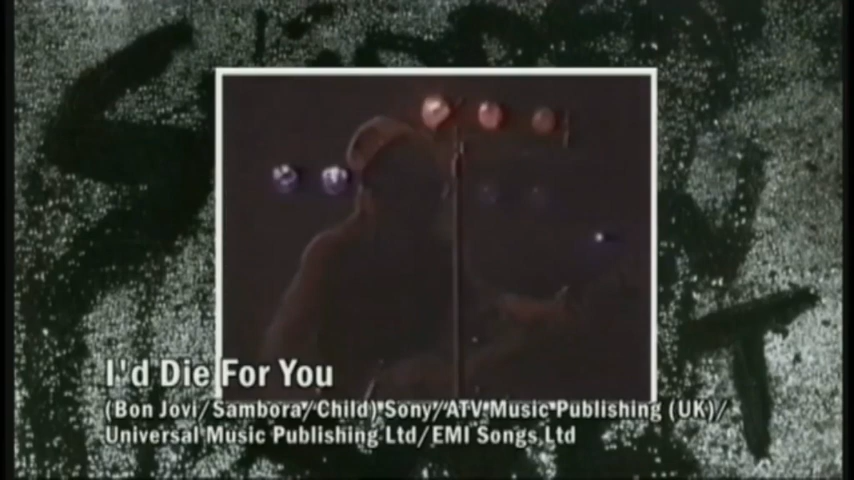 I'd Die For You
(Bon Jovi/Sambora/Child) Sony/ATV Music Publishing (UK)/
Universal Music Publishing Ltd/EMI Songs Ltd